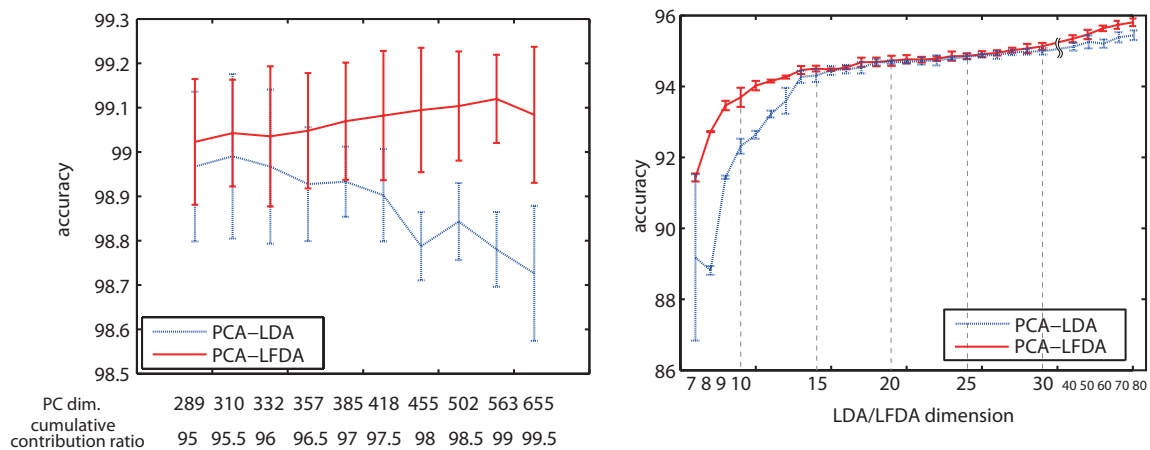 99.3
99.2
99.1
99
98.9
98.8
98.7
98.6
98.5
accuracy
PCA−LDA
PCA−LFDA
PC dim. 289 310 332 357 385 418 455 502 563 655
cumulative
contribution ratio 95 95.5 96 96.5 97 97.5 98 98.5 99 99.5
96
94
92
90
88
86
accuracy
PCA−LDA
PCA−LFDA
7 8 9 10 15 20 25 30 40 50 60 70 80
LDA/LFDA dimension